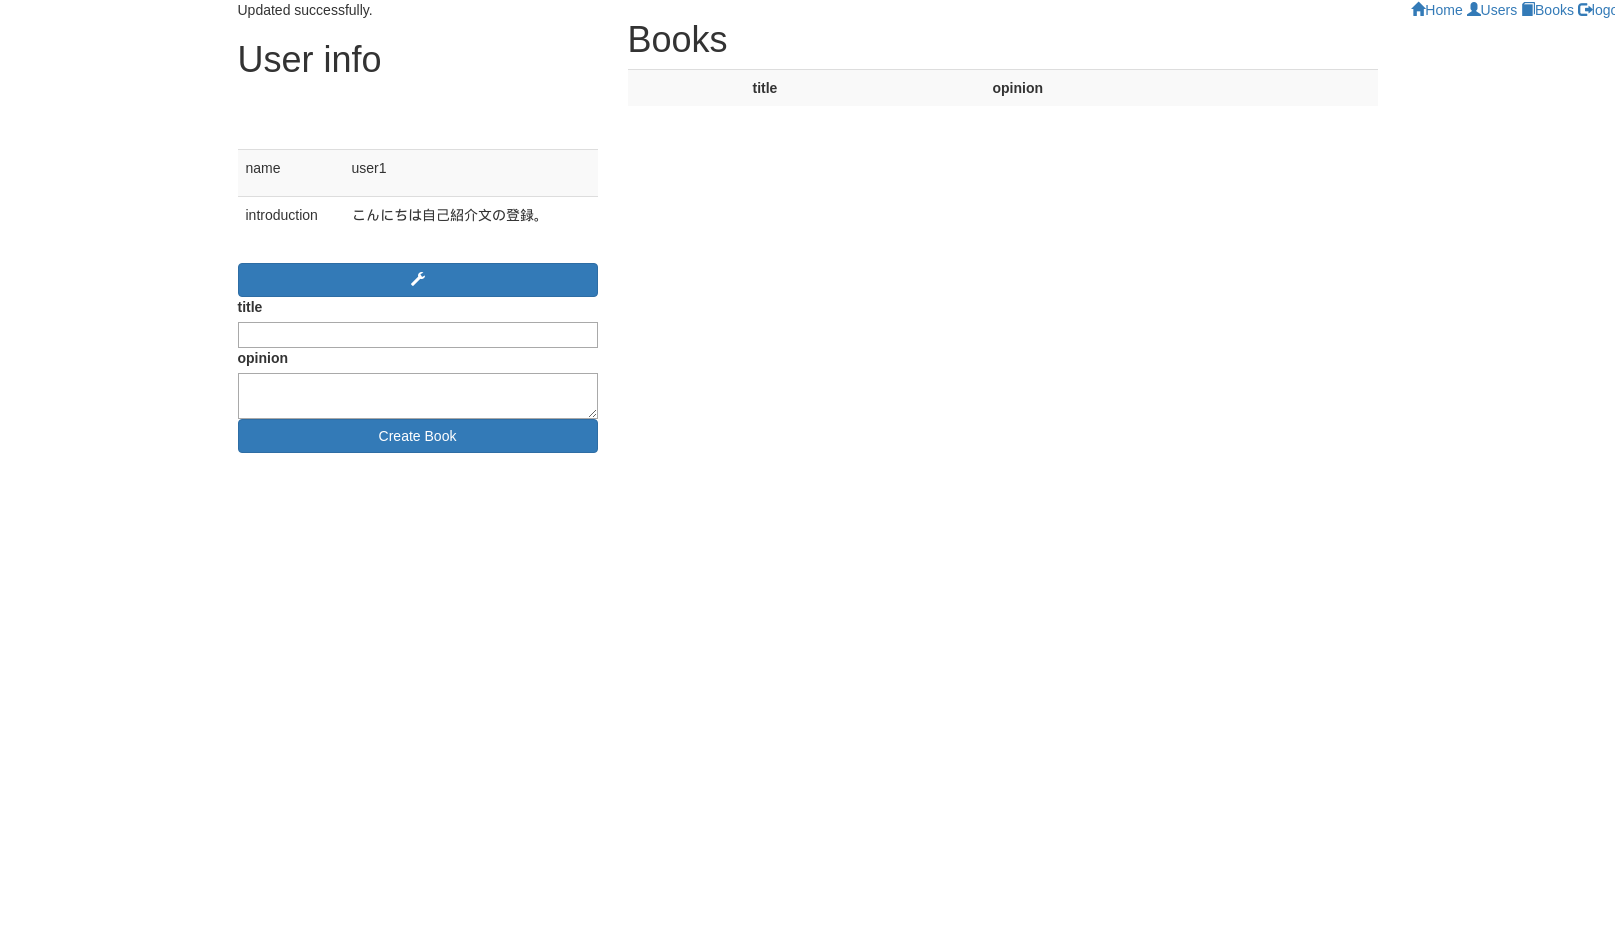 Updated successfully.
Home Users Books logo
User info
name user1
introduction こんにちは自己紹介文の登録。
title
opinion
Create Book
Books
title opinion